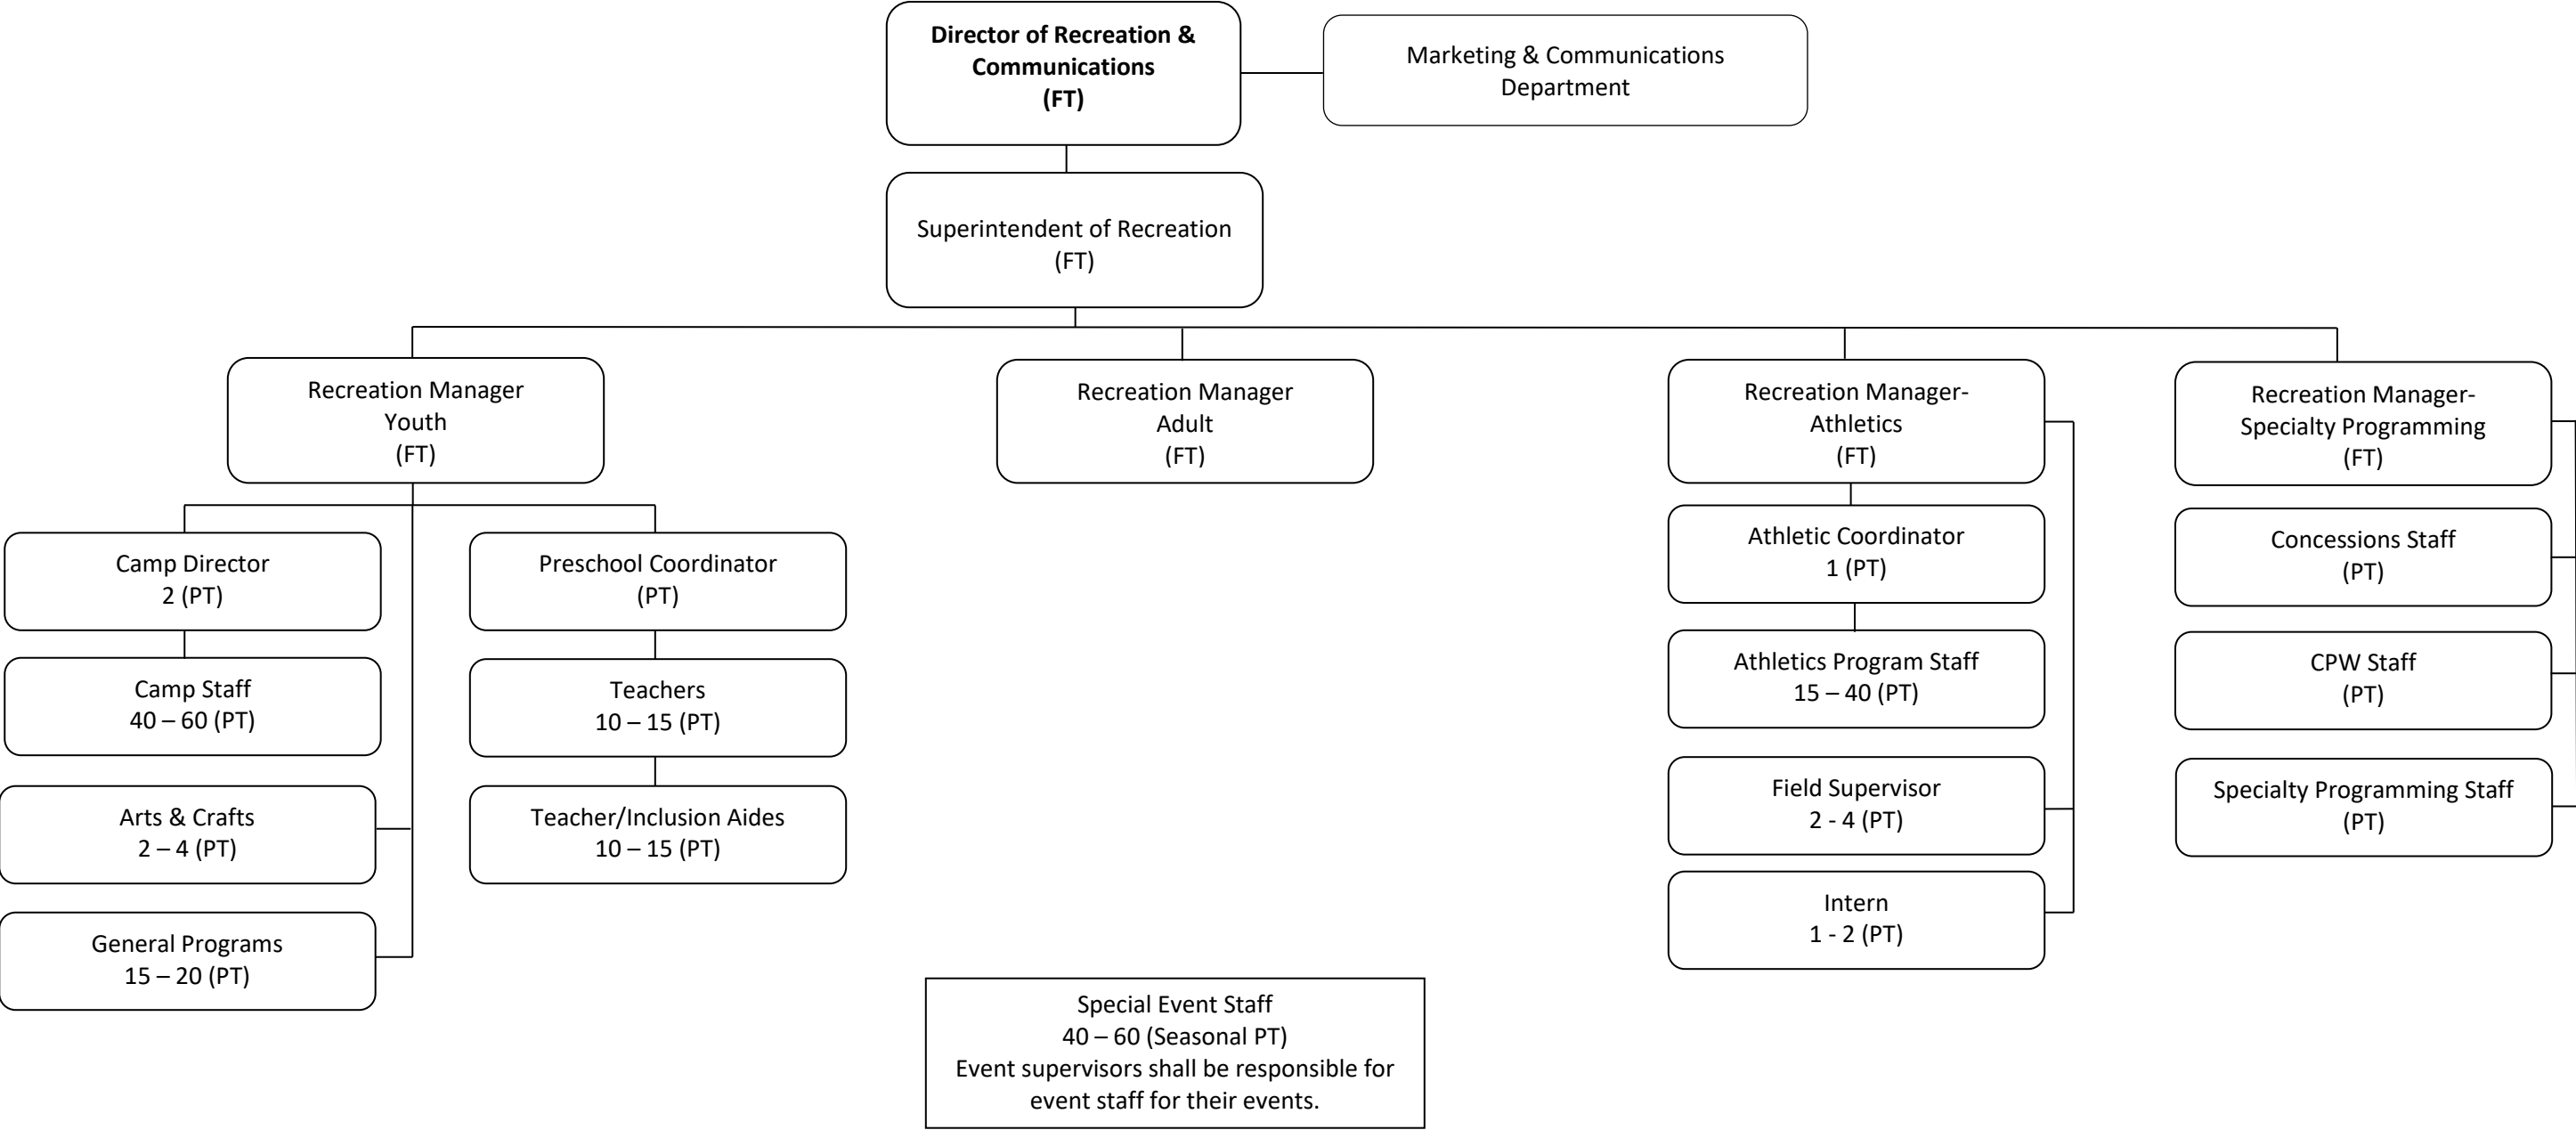 Director of Recreation &
Communications
(FT)
Marketing & Communications
Department
Superintendent of Recreation
(FT)
Recreation Manager
Youth
(FT)
Recreation Manager
Adult
(FT)
Recreation Manager-
Athletics
(FT)
Recreation Manager-
Specialty Programming
(FT)
Camp Director
2 (PT)
Camp Staff
40 – 60 (PT)
Arts & Crafts
2 – 4 (PT)
General Programs
15 – 20 (PT)
Preschool Coordinator
(PT)
Teachers
10 – 15 (PT)
Teacher/Inclusion Aides
10 – 15 (PT)
Athletic Coordinator
1 (PT)
Athletics Program Staff
15 – 40 (PT)
Field Supervisor
2 - 4 (PT)
Intern
1 - 2 (PT)
Concessions Staff
(PT)
CPW Staff
(PT)
Specialty Programming Staff
(PT)
Special Event Staff
40 – 60 (Seasonal PT)
Event supervisors shall be responsible for
event staff for their events.